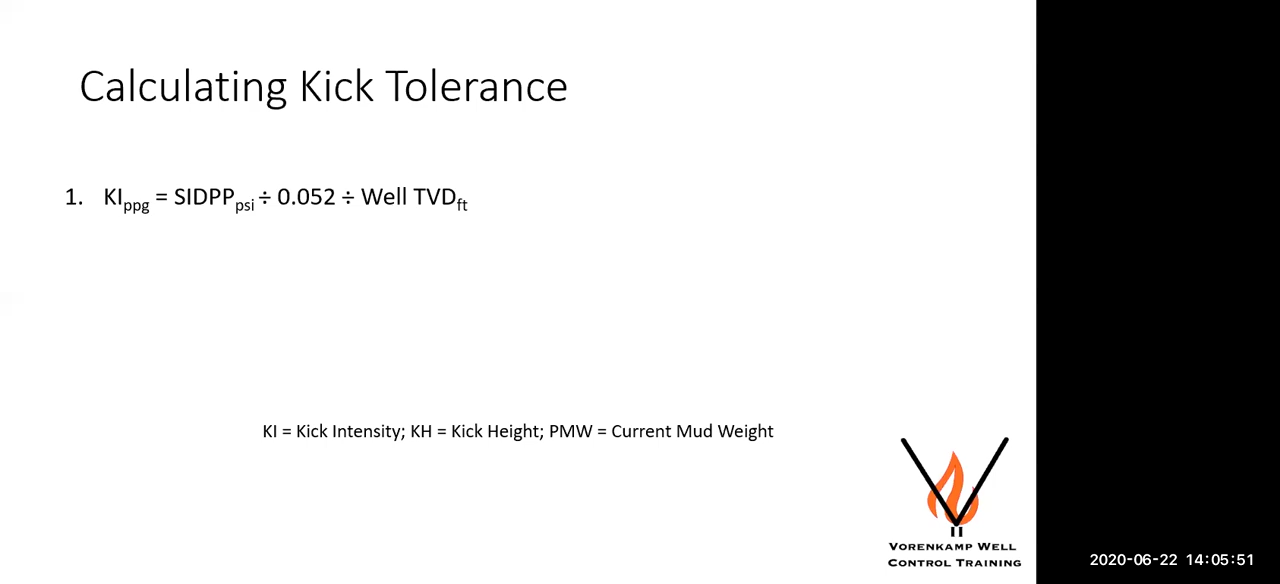 Calculating Kick Tolerance
1. KIppg = SIDPPpsi ÷ 0.052 ÷ Well TVDft
KI = Kick Intensity; KH = Kick Height; PMW = Current Mud Weight
VORENKAMP WELL
CONTROL TRAINING
2020-06-22 14:05:51